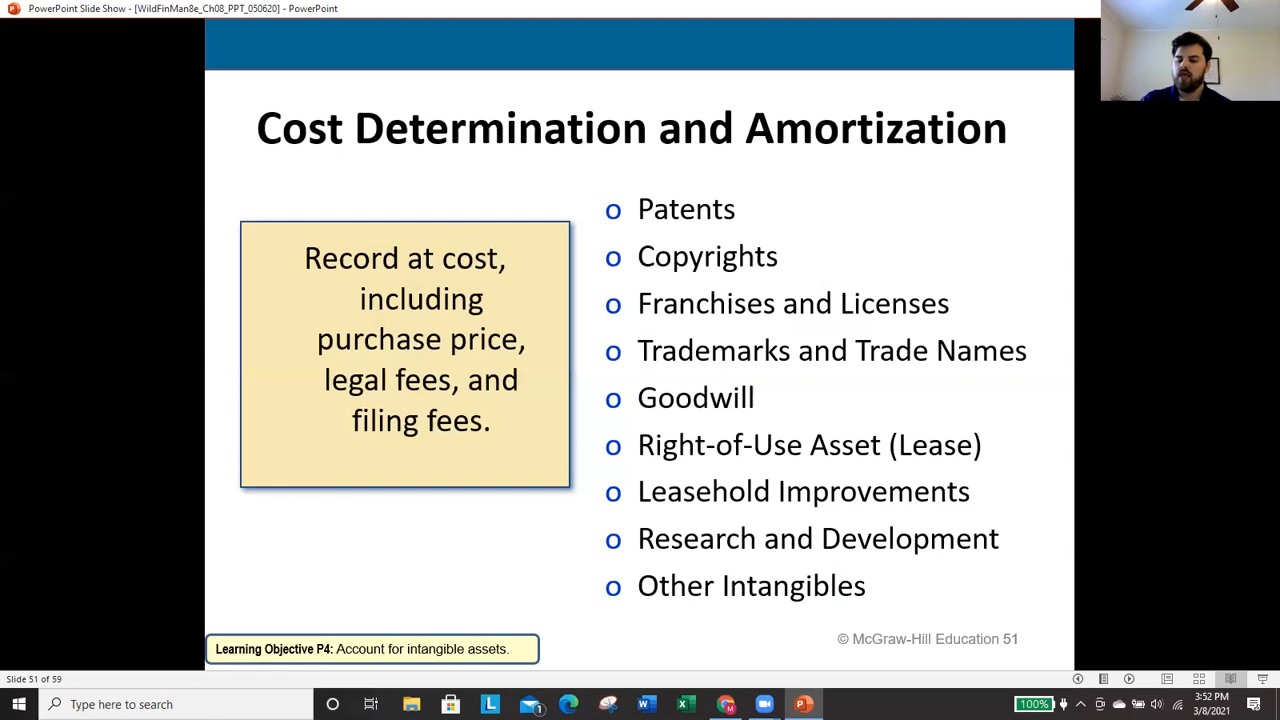 PowerPoint Slide Show - [WildFinMan8e_Ch08_PPT_050620] - PowerPoint
Cost Determination and Amortization
Record at cost,
including
purchase price,
legal fees, and
filing fees.
o Patents
o Copyrights
o Franchises and Licenses
o Trademarks and Trade Names
o Goodwill
o Right-of-Use Asset (Lease)
o Leasehold Improvements
o Research and Development
o Other Intangibles
© McGraw-Hill Education 51
Learning Objective P4: Account for intangible assets.
Slide 51 of 59
Type here to search
100%
3:52 PM
3/8/2021